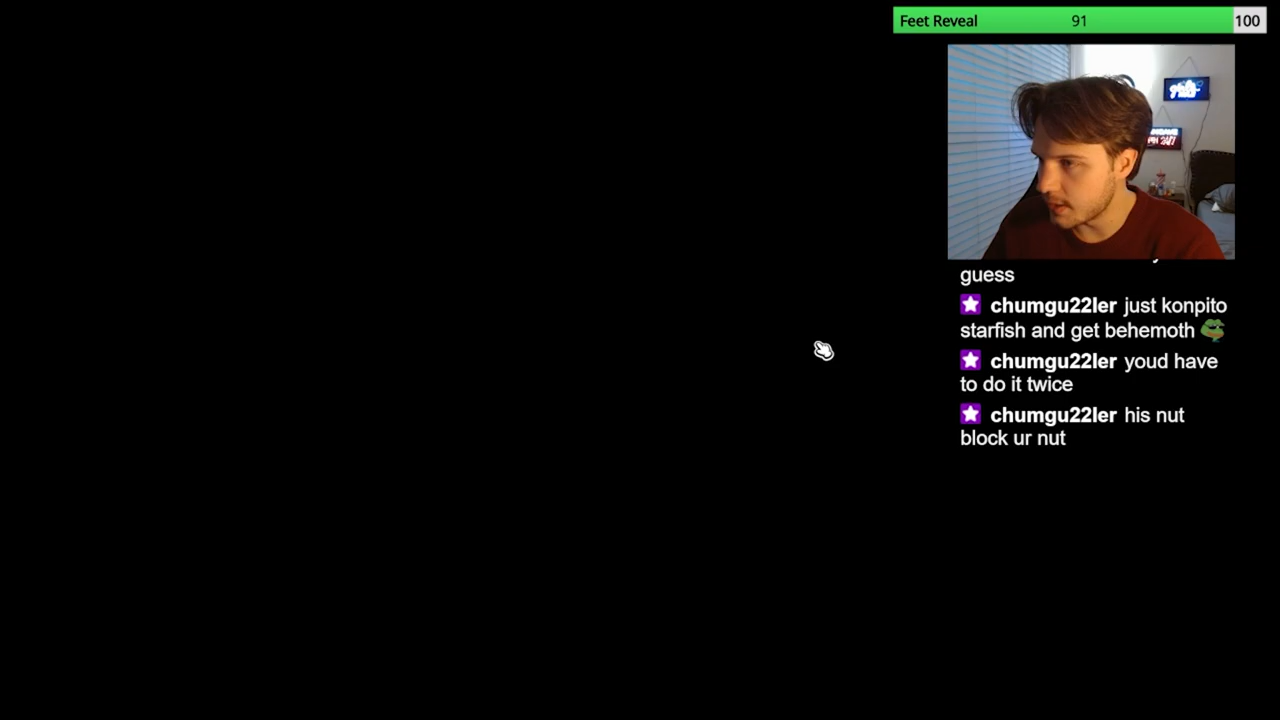 Feet Reveal 91 100
guess
chumgu22ler just konpito
starfish and get behemoth
chumgu22ler youd have
to do it twice
chumgu22ler his nut
block ur nut